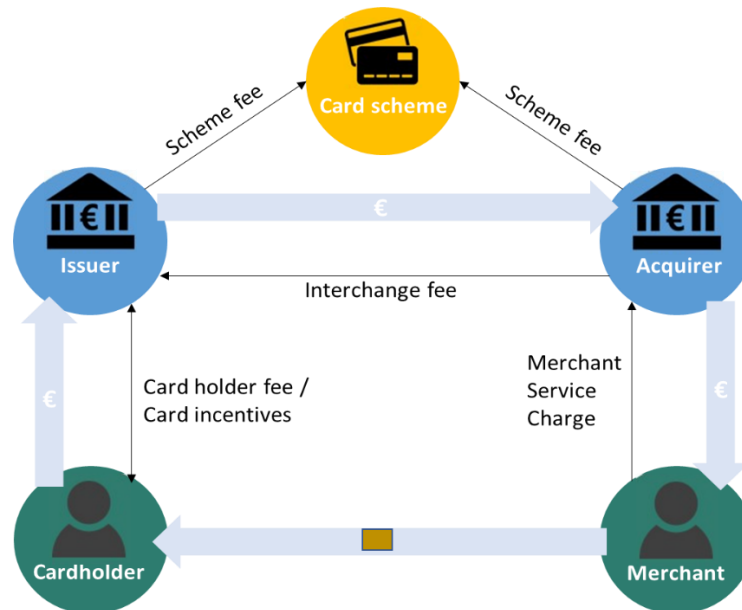 Card scheme
Scheme fee
Scheme fee
€
€
€
Issuer
Acquirer
Interchange fee
€
Card holder fee /
Card incentives
Merchant
Service
Charge
€
Cardholder
Merchant